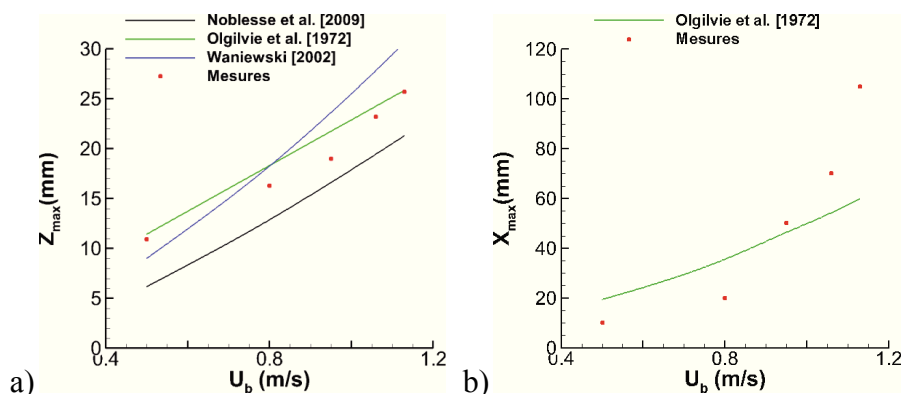 Noblesse et al. [2009]
Olgilvie et al. [1972]
Waniewski [2002]
Mesures
30
25
20
15
10
5
0
Z_max (mm)
0.4 0.8 1.2
U_b (m/s)
a)
Olgilvie et al. [1972]
Mesures
120
100
80
60
40
20
0
X_max (mm)
0.4 0.8 1.2
U_b (m/s)
b)